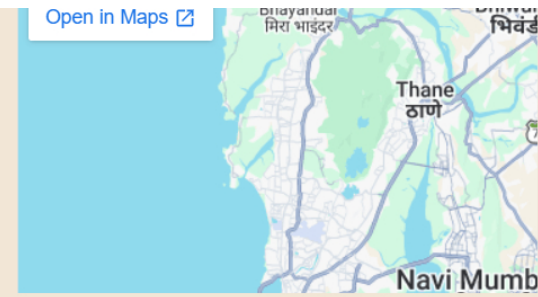 Open in Maps
Bhayandar
मिरा भाईंदर
भिवंडी
Thane
ठाणे
Navi Mumb